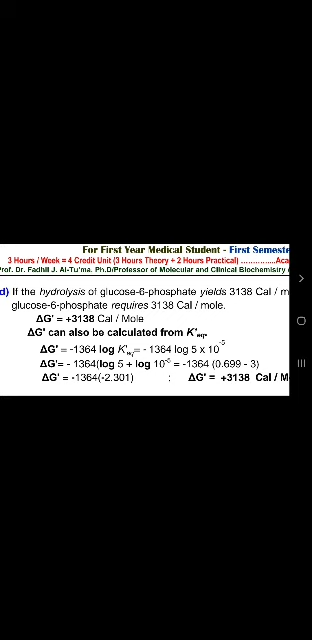 For First Year Medical Student - First Semeste
3 Hours / Week = 4 Credit Unit (3 Hours Theory + 2 Hours Practical) ..............Aca
Prof. Dr. Fadhil J. Al-Tu'ma. Ph.D/Professor of Molecular and Clinical Biochemistry (
d) If the hydrolysis of glucose-6-phosphate yields 3138 Cal / m
glucose-6-phosphate requires 3138 Cal / mole.
ΔG' = +3138 Cal / Mole
ΔG' can also be calculated from K'eq.
ΔG' = -1364 log K'eq= - 1364 log 5 x 10⁻⁵
ΔG'= - 1364(log 5 + log 10⁻⁵ = -1364 (0.699 - 3)
ΔG' = -1364(-2.301) ; ΔG' = +3138 Cal / M